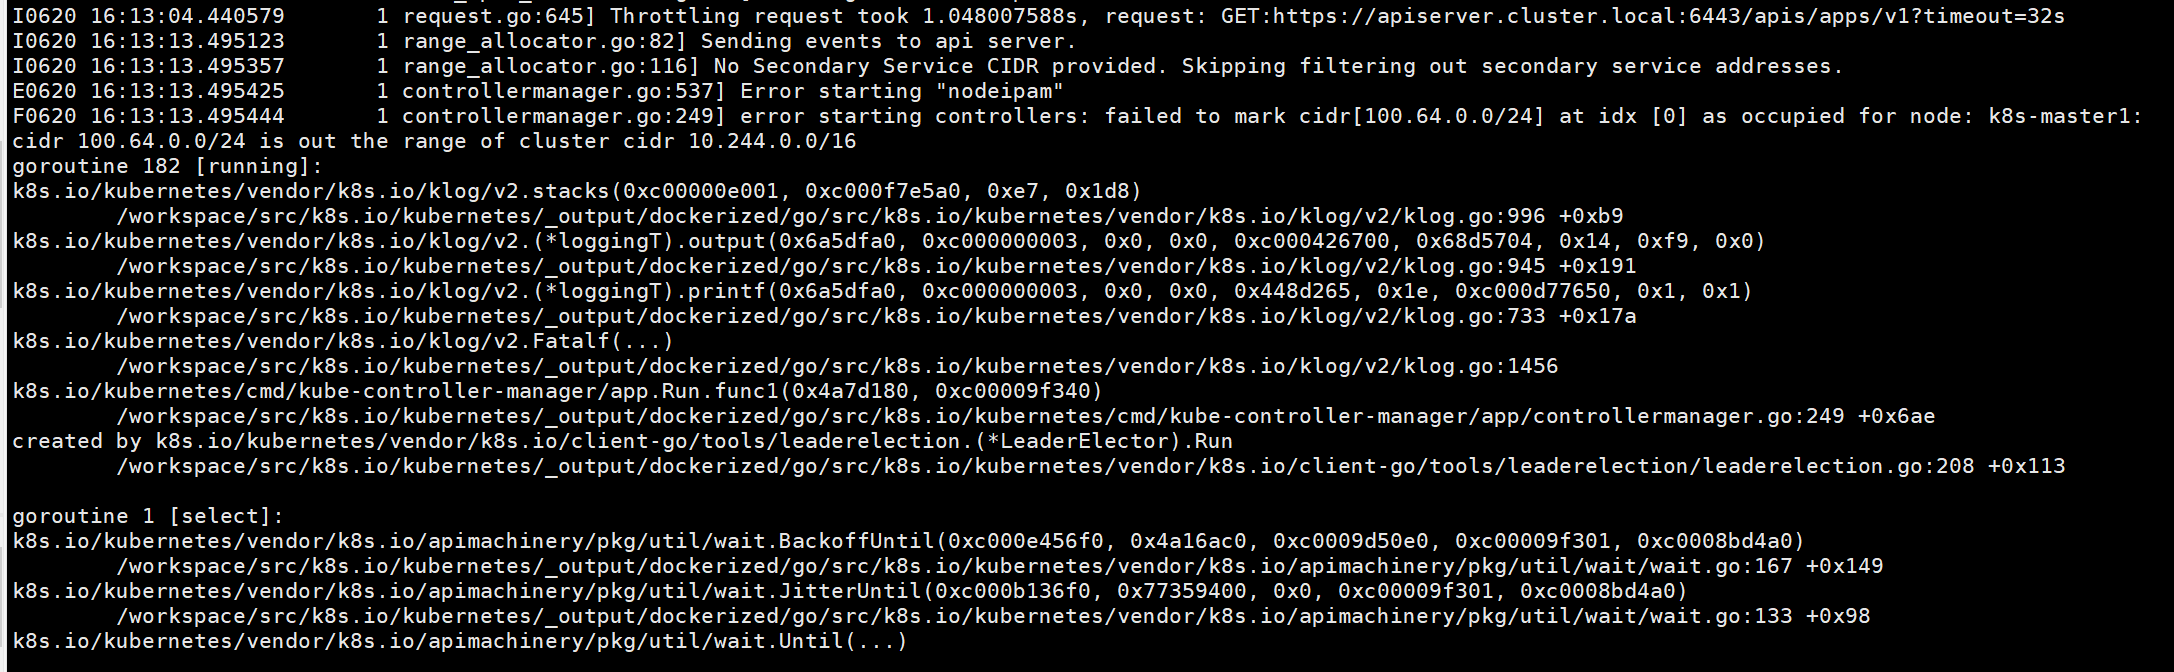 I0620 16:13:04.440579       1 request.go:645] Throttling request took 1.048007588s, request: GET:https://apiserver.cluster.local:6443/apis/apps/v1?timeout=32s
I0620 16:13:13.495123       1 range_allocator.go:82] Sending events to api server.
I0620 16:13:13.495357       1 range_allocator.go:116] No Secondary Service CIDR provided. Skipping filtering out secondary service addresses.
E0620 16:13:13.495425       1 controllermanager.go:537] Error starting "nodeipam"
F0620 16:13:13.495444       1 controllermanager.go:249] error starting controllers: failed to mark cidr[100.64.0.0/24] at idx [0] as occupied for node: k8s-master1:
cidr 100.64.0.0/24 is out the range of cluster cidr 10.244.0.0/16
goroutine 182 [running]:
k8s.io/kubernetes/vendor/k8s.io/klog/v2.stacks(0xc00000e001, 0xc000f7e5a0, 0xe7, 0x1d8)
        /workspace/src/k8s.io/kubernetes/_output/dockerized/go/src/k8s.io/kubernetes/vendor/k8s.io/klog/v2/klog.go:996 +0xb9
k8s.io/kubernetes/vendor/k8s.io/klog/v2.(*loggingT).output(0x6a5dfa0, 0xc000000003, 0x0, 0x0, 0xc000426700, 0x68d5704, 0x14, 0xf9, 0x0)
        /workspace/src/k8s.io/kubernetes/_output/dockerized/go/src/k8s.io/kubernetes/vendor/k8s.io/klog/v2/klog.go:945 +0x191
k8s.io/kubernetes/vendor/k8s.io/klog/v2.(*loggingT).printf(0x6a5dfa0, 0xc000000003, 0x0, 0x0, 0x448d265, 0x1e, 0xc000d77650, 0x1, 0x1)
        /workspace/src/k8s.io/kubernetes/_output/dockerized/go/src/k8s.io/kubernetes/vendor/k8s.io/klog/v2/klog.go:733 +0x17a
k8s.io/kubernetes/vendor/k8s.io/klog/v2.Fatalf(...)
        /workspace/src/k8s.io/kubernetes/_output/dockerized/go/src/k8s.io/kubernetes/vendor/k8s.io/klog/v2/klog.go:1456
k8s.io/kubernetes/cmd/kube-controller-manager/app.Run.func1(0x4a7d180, 0xc00009f340)
        /workspace/src/k8s.io/kubernetes/_output/dockerized/go/src/k8s.io/kubernetes/cmd/kube-controller-manager/app/controllermanager.go:249 +0x6ae
created by k8s.io/kubernetes/vendor/k8s.io/client-go/tools/leaderelection.(*LeaderElector).Run
        /workspace/src/k8s.io/kubernetes/_output/dockerized/go/src/k8s.io/kubernetes/vendor/k8s.io/client-go/tools/leaderelection/leaderelection.go:208 +0x113

goroutine 1 [select]:
k8s.io/kubernetes/vendor/k8s.io/apimachinery/pkg/util/wait.BackoffUntil(0xc000e456f0, 0x4a16ac0, 0xc0009d50e0, 0xc00009f301, 0xc0008bd4a0)
        /workspace/src/k8s.io/kubernetes/_output/dockerized/go/src/k8s.io/kubernetes/vendor/k8s.io/apimachinery/pkg/util/wait/wait.go:167 +0x149
k8s.io/kubernetes/vendor/k8s.io/apimachinery/pkg/util/wait.JitterUntil(0xc000b136f0, 0x77359400, 0x0, 0xc00009f301, 0xc0008bd4a0)
        /workspace/src/k8s.io/kubernetes/_output/dockerized/go/src/k8s.io/kubernetes/vendor/k8s.io/apimachinery/pkg/util/wait/wait.go:133 +0x98
k8s.io/kubernetes/vendor/k8s.io/apimachinery/pkg/util/wait.Until(...)